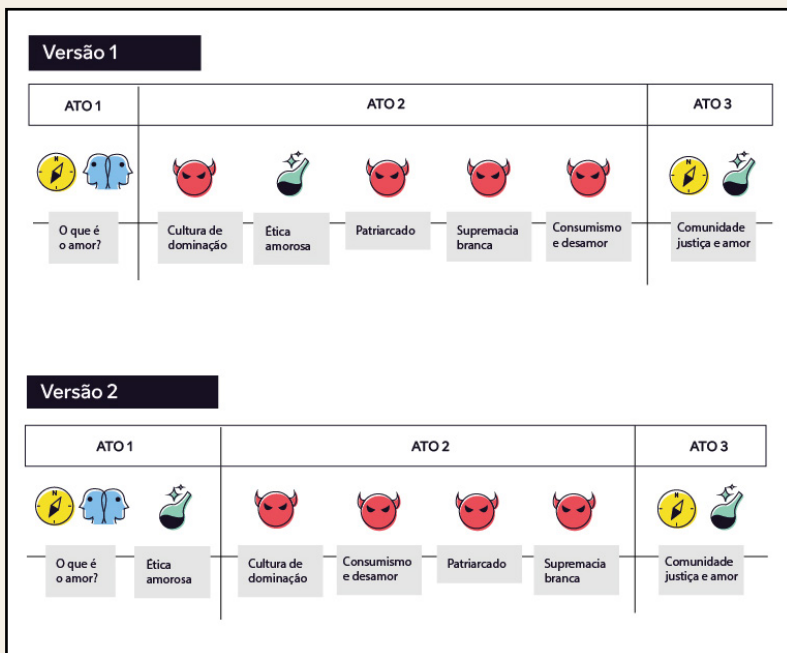 Versão 1
ATO 1
ATO 2
ATO 3
N
N
O que é
o amor?
Cultura de
dominação
Ética
amorosa
Patriarcado
Supremacia
branca
Consumismo
e desamor
Comunidade
justiça e amor
Versão 2
ATO 1
ATO 2
ATO 3
N
N
O que é
o amor?
Ética
amorosa
Cultura de
dominação
Consumismo
e desamor
Patriarcado
Supremacia
branca
Comunidade
justiça e amor